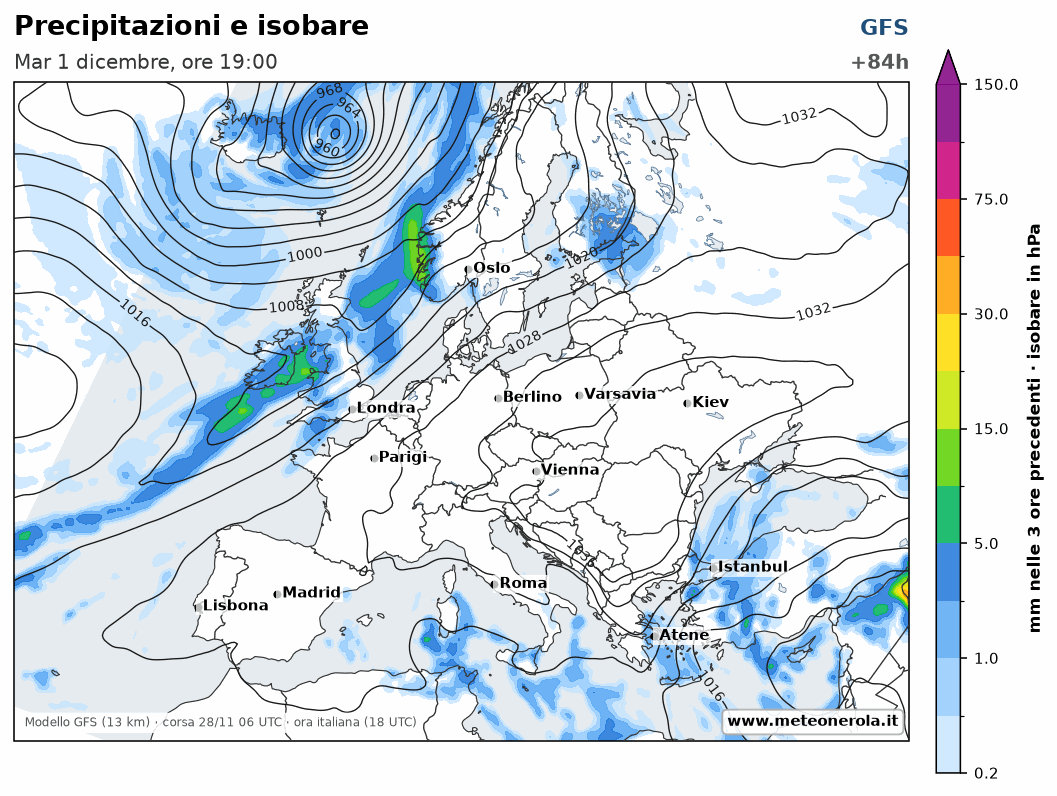 Precipitazioni e isobare
GFS
Mar 1 dicembre, ore 19:00
+84h
968
964
960
1032
1000
1008
1016
1020
1028
1032
Oslo
Londra
Berlino
Varsavia
Kiev
Parigi
Vienna
Istanbul
Roma
Madrid
Lisbona
Atene
1016
Modello GFS (13 km) · corsa 28/11 06 UTC · ora italiana (18 UTC)
www.meteonerola.it
150.0
75.0
30.0
15.0
5.0
1.0
0.2
mm nelle 3 ore precedenti · isobare in hPa